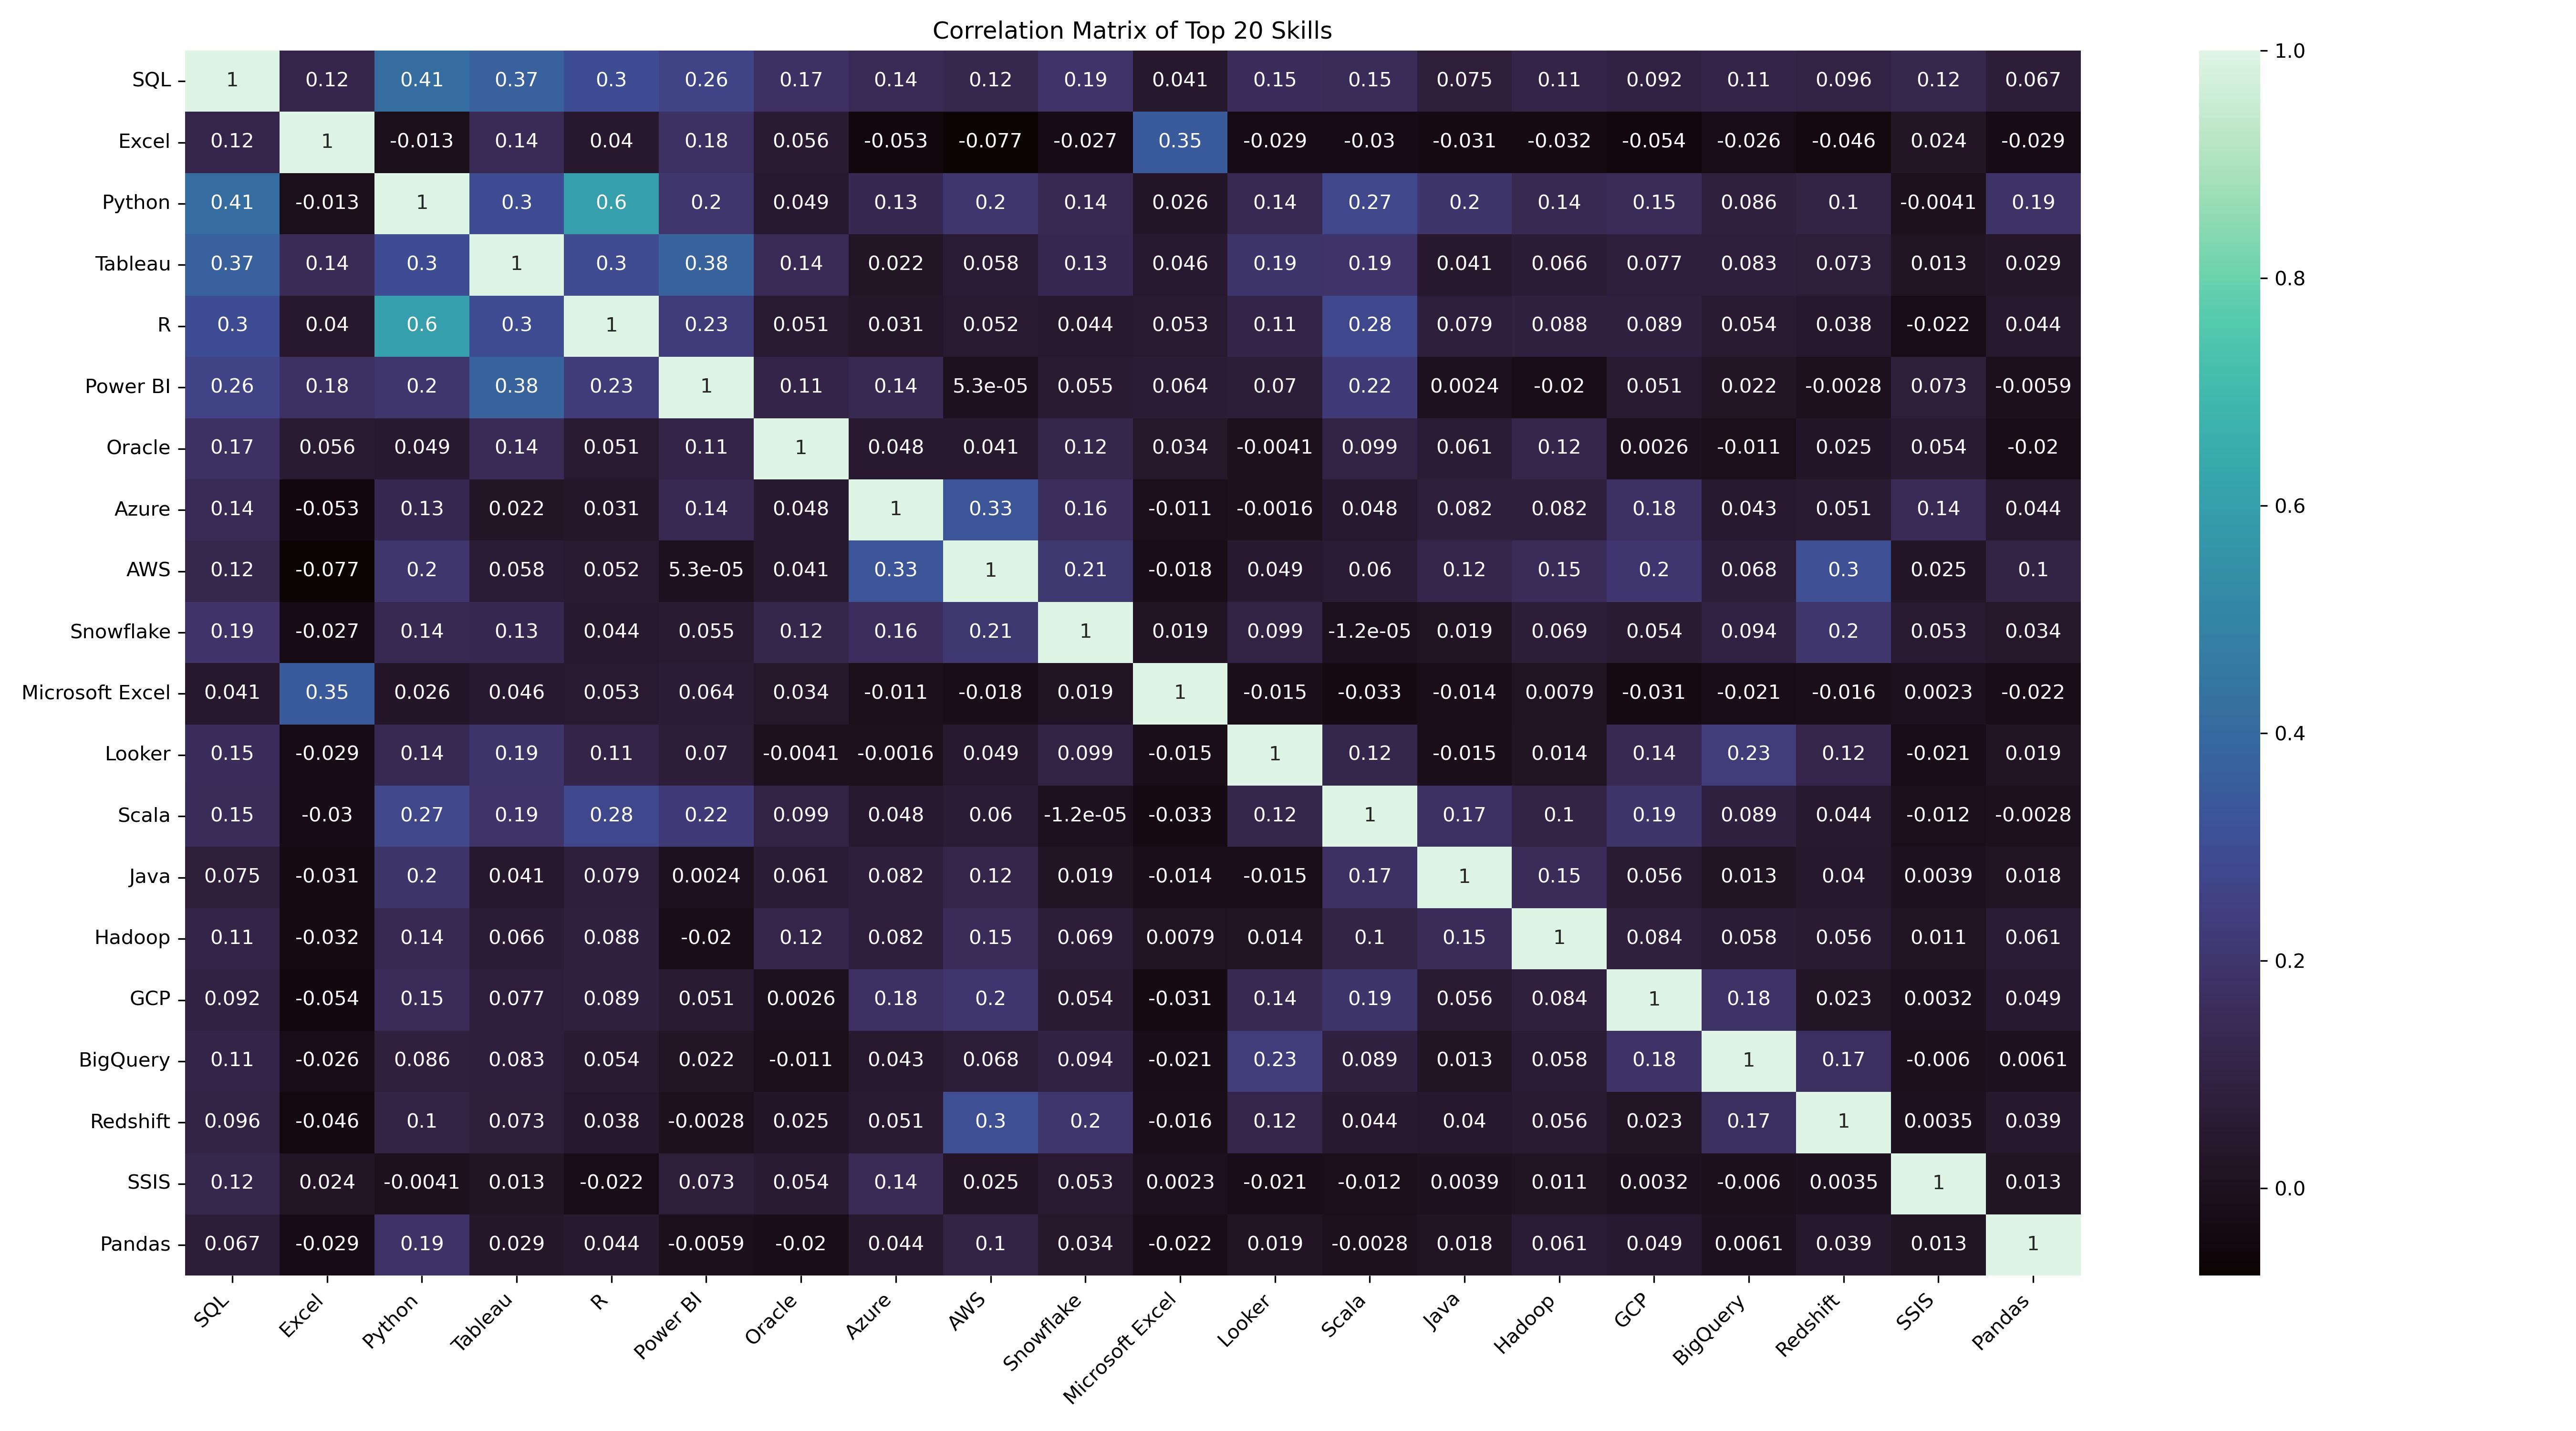 Correlation Matrix of Top 20 Skills
SQL 1 0.12 0.41 0.37 0.3 0.26 0.17 0.14 0.12 0.19 0.041 0.15 0.15 0.075 0.11 0.092 0.11 0.096 0.12 0.067
Excel 0.12 1 -0.013 0.14 0.04 0.18 0.056 -0.053 -0.077 -0.027 0.35 -0.029 -0.03 -0.031 -0.032 -0.054 -0.026 -0.046 0.024 -0.029
Python 0.41 -0.013 1 0.3 0.6 0.2 0.049 0.13 0.2 0.14 0.026 0.14 0.27 0.2 0.14 0.15 0.086 0.1 -0.0041 0.19
Tableau 0.37 0.14 0.3 1 0.3 0.38 0.14 0.022 0.058 0.13 0.046 0.19 0.19 0.041 0.066 0.077 0.083 0.073 0.013 0.029
R 0.3 0.04 0.6 0.3 1 0.23 0.051 0.031 0.052 0.044 0.053 0.11 0.28 0.079 0.088 0.089 0.054 0.038 -0.022 0.044
Power BI 0.26 0.18 0.2 0.38 0.23 1 0.11 0.14 5.3e-05 0.055 0.064 0.07 0.22 0.0024 -0.02 0.051 0.022 -0.0028 0.073 -0.0059
Oracle 0.17 0.056 0.049 0.14 0.051 0.11 1 0.048 0.041 0.12 0.034 -0.0041 0.099 0.061 0.12 0.0026 -0.011 0.025 0.054 -0.02
Azure 0.14 -0.053 0.13 0.022 0.031 0.14 0.048 1 0.33 0.16 -0.011 -0.0016 0.048 0.082 0.082 0.18 0.043 0.051 0.14 0.044
AWS 0.12 -0.077 0.2 0.058 0.052 5.3e-05 0.041 0.33 1 0.21 -0.018 0.049 0.06 0.12 0.15 0.2 0.068 0.3 0.025 0.1
Snowflake 0.19 -0.027 0.14 0.13 0.044 0.055 0.12 0.16 0.21 1 0.019 0.099 -1.2e-05 0.019 0.069 0.054 0.094 0.2 0.053 0.034
Microsoft Excel 0.041 0.35 0.026 0.046 0.053 0.064 0.034 -0.011 -0.018 0.019 1 -0.015 -0.033 -0.014 0.0079 -0.031 -0.021 -0.016 0.0023 -0.022
Looker 0.15 -0.029 0.14 0.19 0.11 0.07 -0.0041 -0.0016 0.049 0.099 -0.015 1 0.12 -0.015 0.014 0.14 0.23 0.12 -0.021 0.019
Scala 0.15 -0.03 0.27 0.19 0.28 0.22 0.099 0.048 0.06 -1.2e-05 -0.033 0.12 1 0.17 0.1 0.19 0.089 0.044 -0.012 -0.0028
Java 0.075 -0.031 0.2 0.041 0.079 0.0024 0.061 0.082 0.12 0.019 -0.014 -0.015 0.17 1 0.15 0.056 0.013 0.04 0.0039 0.018
Hadoop 0.11 -0.032 0.14 0.066 0.088 -0.02 0.12 0.082 0.15 0.069 0.0079 0.014 0.1 0.15 1 0.084 0.058 0.056 0.011 0.061
GCP 0.092 -0.054 0.15 0.077 0.089 0.051 0.0026 0.18 0.2 0.054 -0.031 0.14 0.19 0.056 0.084 1 0.18 0.023 0.0032 0.049
BigQuery 0.11 -0.026 0.086 0.083 0.054 0.022 -0.011 0.043 0.068 0.094 -0.021 0.23 0.089 0.013 0.058 0.18 1 0.17 -0.006 0.0061
Redshift 0.096 -0.046 0.1 0.073 0.038 -0.0028 0.025 0.051 0.3 0.2 -0.016 0.12 0.044 0.04 0.056 0.023 0.17 1 0.0035 0.039
SSIS 0.12 0.024 -0.0041 0.013 -0.022 0.073 0.054 0.14 0.025 0.053 0.0023 -0.021 -0.012 0.0039 0.011 0.0032 -0.006 0.0035 1 0.013
Pandas 0.067 -0.029 0.19 0.029 0.044 -0.0059 -0.02 0.044 0.1 0.034 -0.022 0.019 -0.0028 0.018 0.061 0.049 0.0061 0.039 0.013 1
SQL Excel Python Tableau R Power BI Oracle Azure AWS Snowflake Microsoft Excel Looker Scala Java Hadoop GCP BigQuery Redshift SSIS Pandas
1.0
0.8
0.6
0.4
0.2
0.0